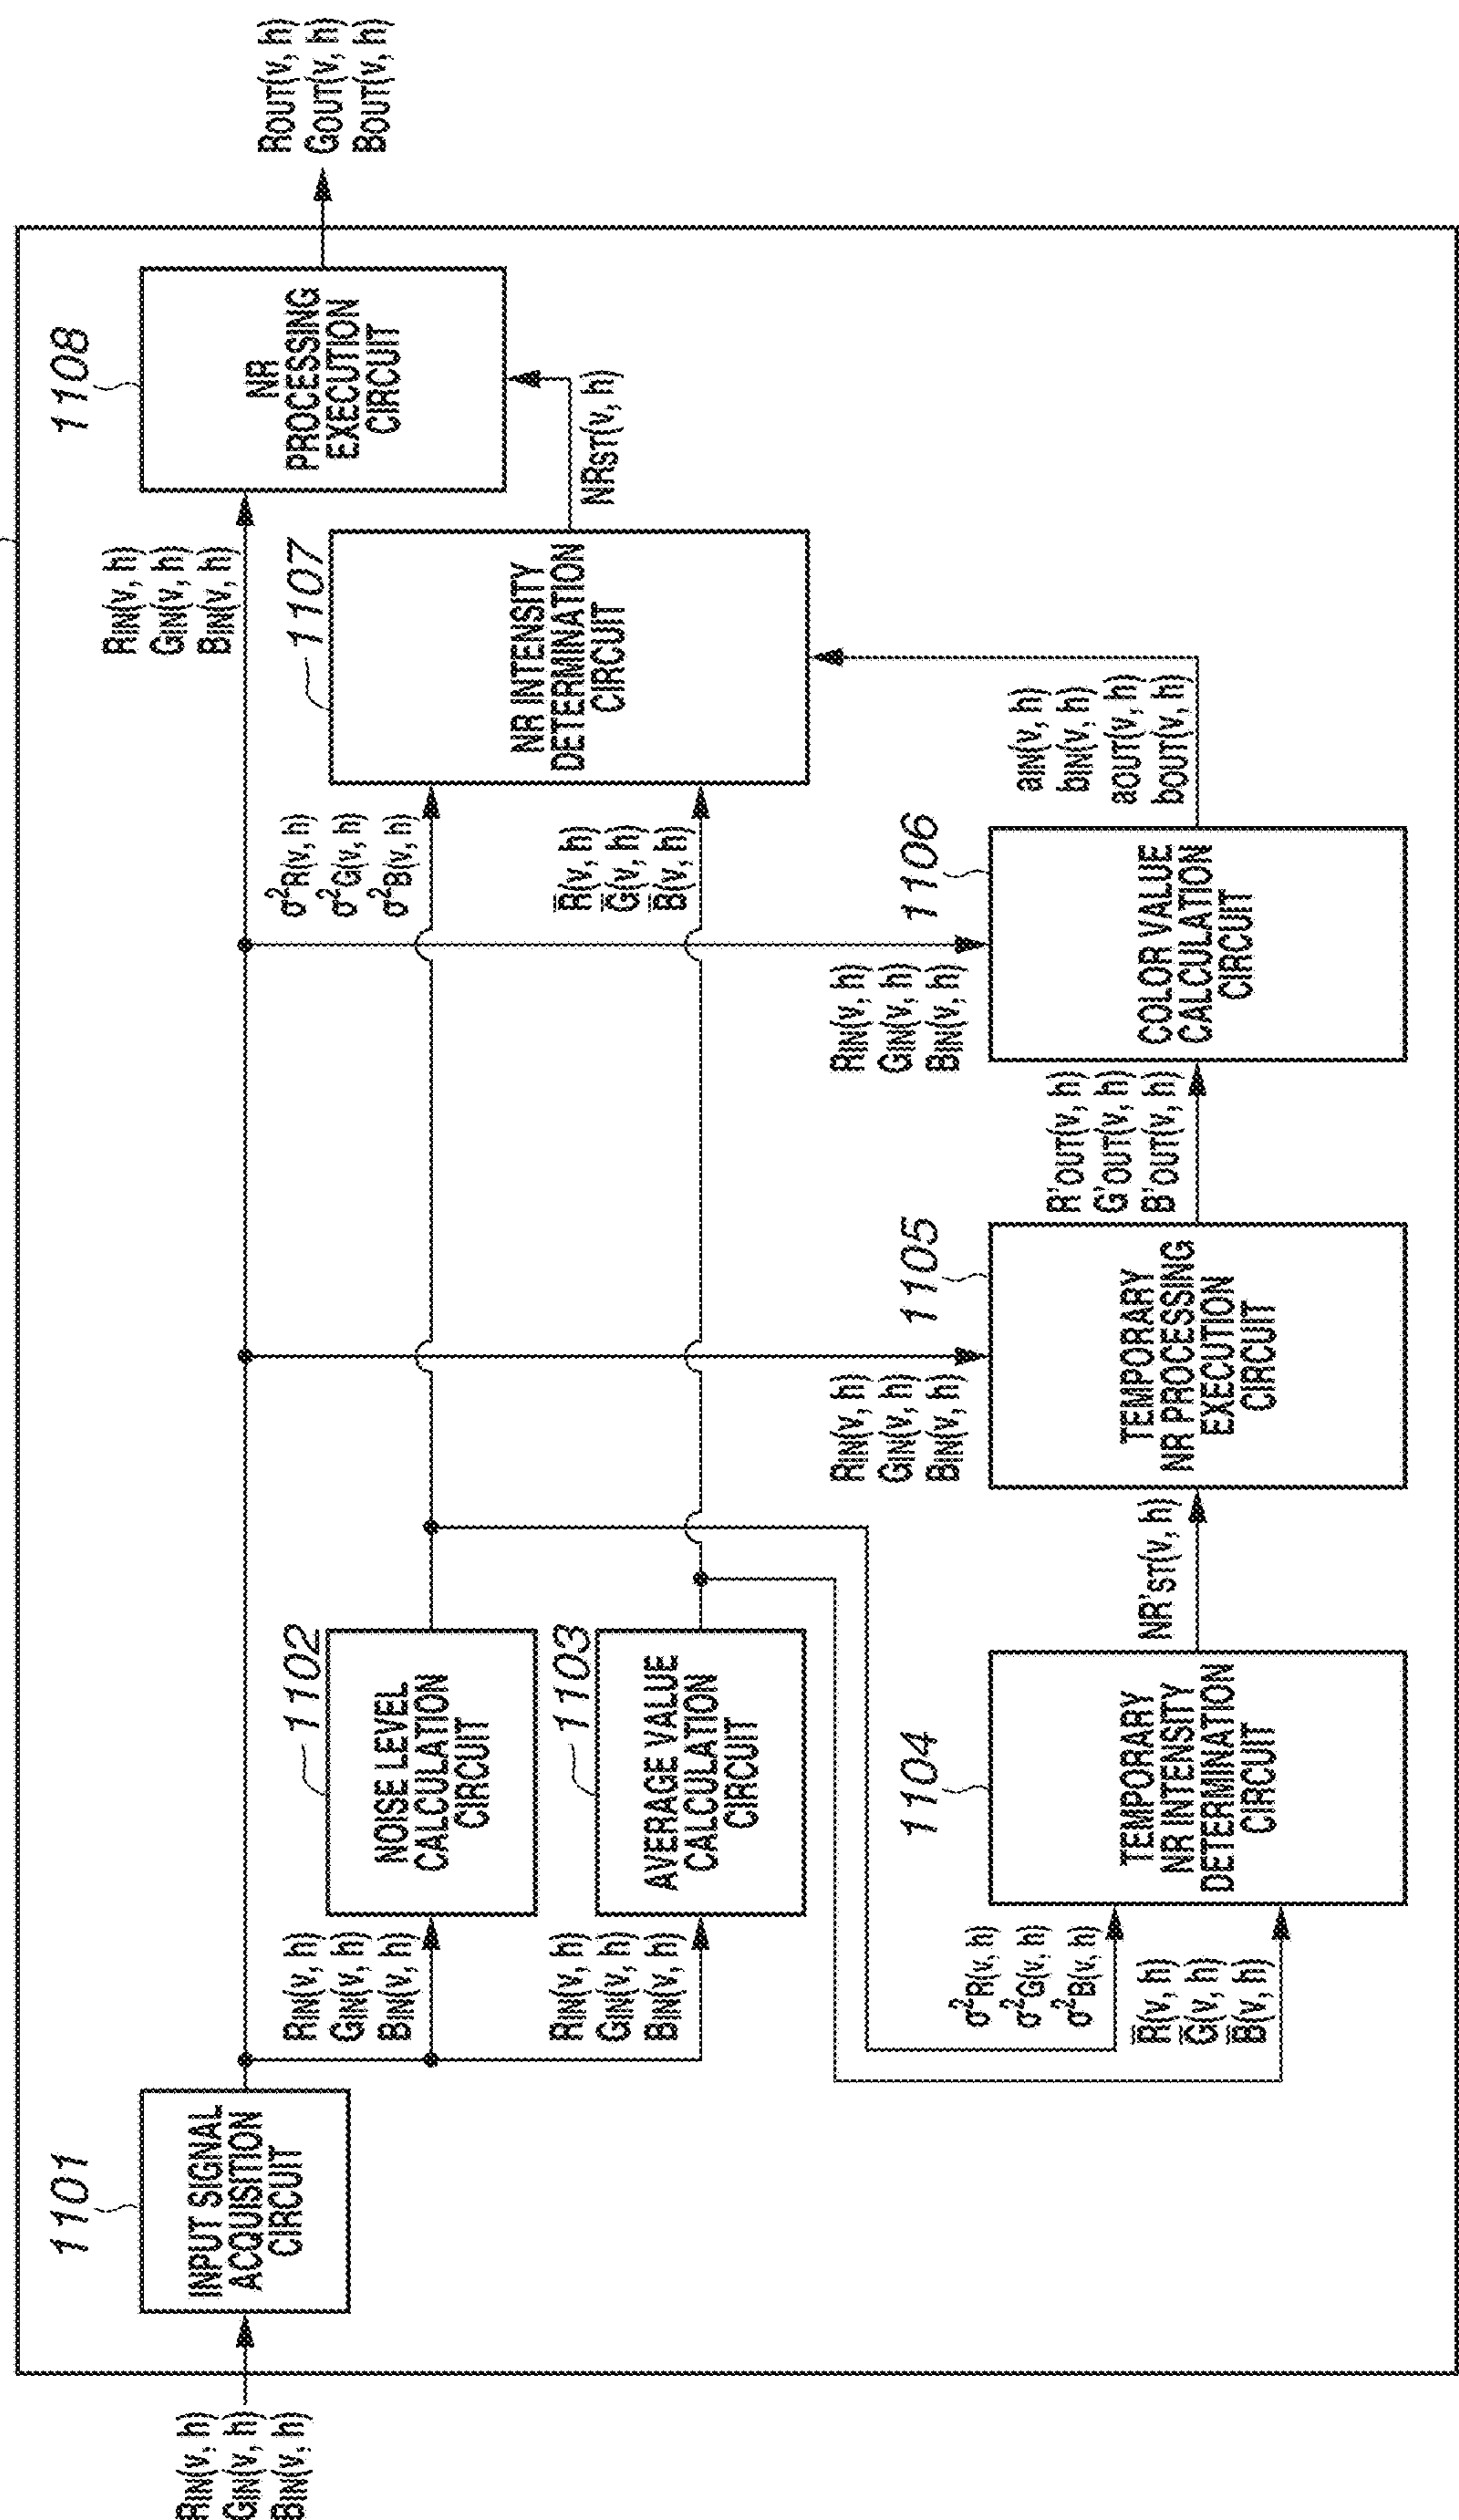 RIN(v, h)
GIN(v, h)
BIN(v, h)
1101
INPUT SIGNAL
ACQUISITION
CIRCUIT
RIN(v, h)
GIN(v, h)
BIN(v, h)
1102
NOISE LEVEL
CALCULATION
CIRCUIT
RIN(v, h)
GIN(v, h)
BIN(v, h)
1103
AVERAGE VALUE
CALCULATION
CIRCUIT
σ²R(v, h)
σ²G(v, h)
σ²B(v, h)
R̅(v, h)
G̅(v, h)
B̅(v, h)
1104
TEMPORARY
NR INTENSITY
DETERMINATION
CIRCUIT
NR'ST(v, h)
RIN(v, h)
GIN(v, h)
BIN(v, h)
1105
TEMPORARY
NR PROCESSING
EXECUTION
CIRCUIT
R'OUT(v, h)
G'OUT(v, h)
B'OUT(v, h)
RIN(v, h)
GIN(v, h)
BIN(v, h)
1106
COLOR VALUE
CALCULATION
CIRCUIT
aIN(v, h)
bIN(v, h)
aOUT(v, h)
bOUT(v, h)
σ²R(v, h)
σ²G(v, h)
σ²B(v, h)
R̅(v, h)
G̅(v, h)
B̅(v, h)
1107
NR INTENSITY
DETERMINATION
CIRCUIT
NRST(v, h)
RIN(v, h)
GIN(v, h)
BIN(v, h)
1108
NR
PROCESSING
EXECUTION
CIRCUIT
ROUT(v, h)
GOUT(v, h)
BOUT(v, h)